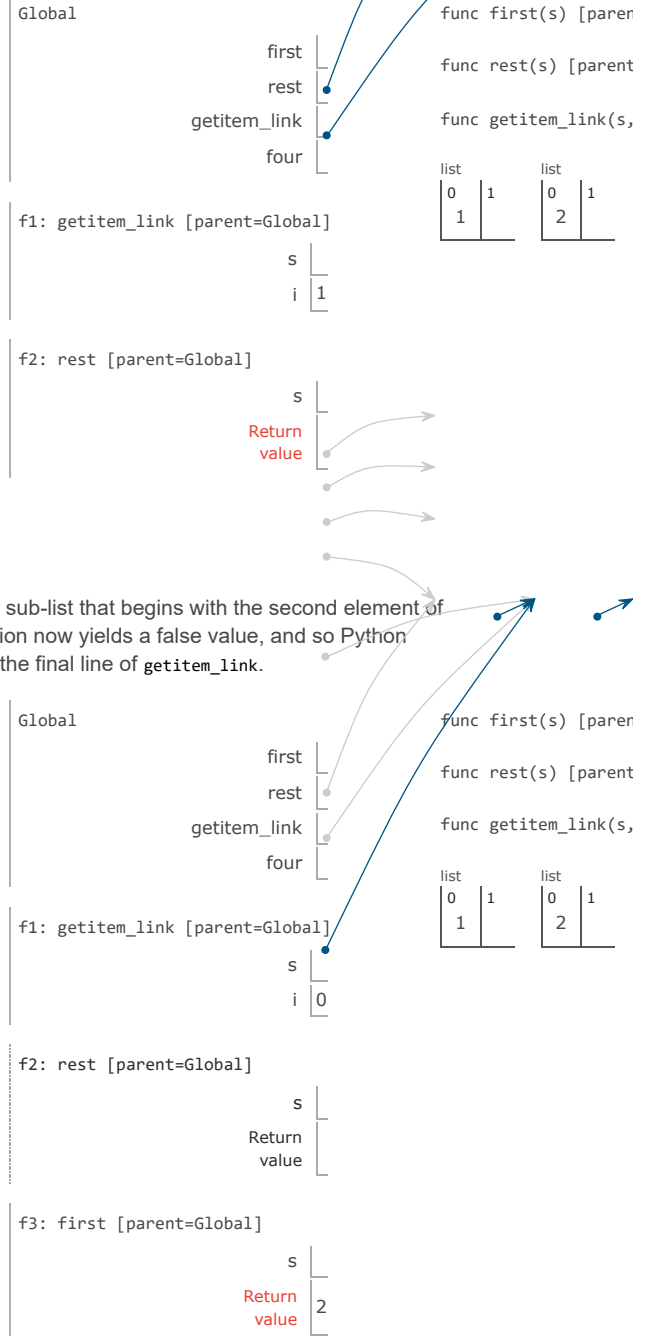 Global
func first(s) [paren
first
rest
func rest(s) [parent
getitem_link
func getitem_link(s,
four
list list
0 1 0 1
1 2
f1: getitem_link [parent=Global]
s
i 1
f2: rest [parent=Global]
s
Return
value
sub-list that begins with the second element of
ion now yields a false value, and so Python
the final line of getitem_link.
Global
func first(s) [paren
first
func rest(s) [parent
rest
getitem_link
func getitem_link(s,
four
list list
0 1 0 1
1 2
f1: getitem_link [parent=Global]
s
i 0
f2: rest [parent=Global]
s
Return
value
f3: first [parent=Global]
s
Return
value 2